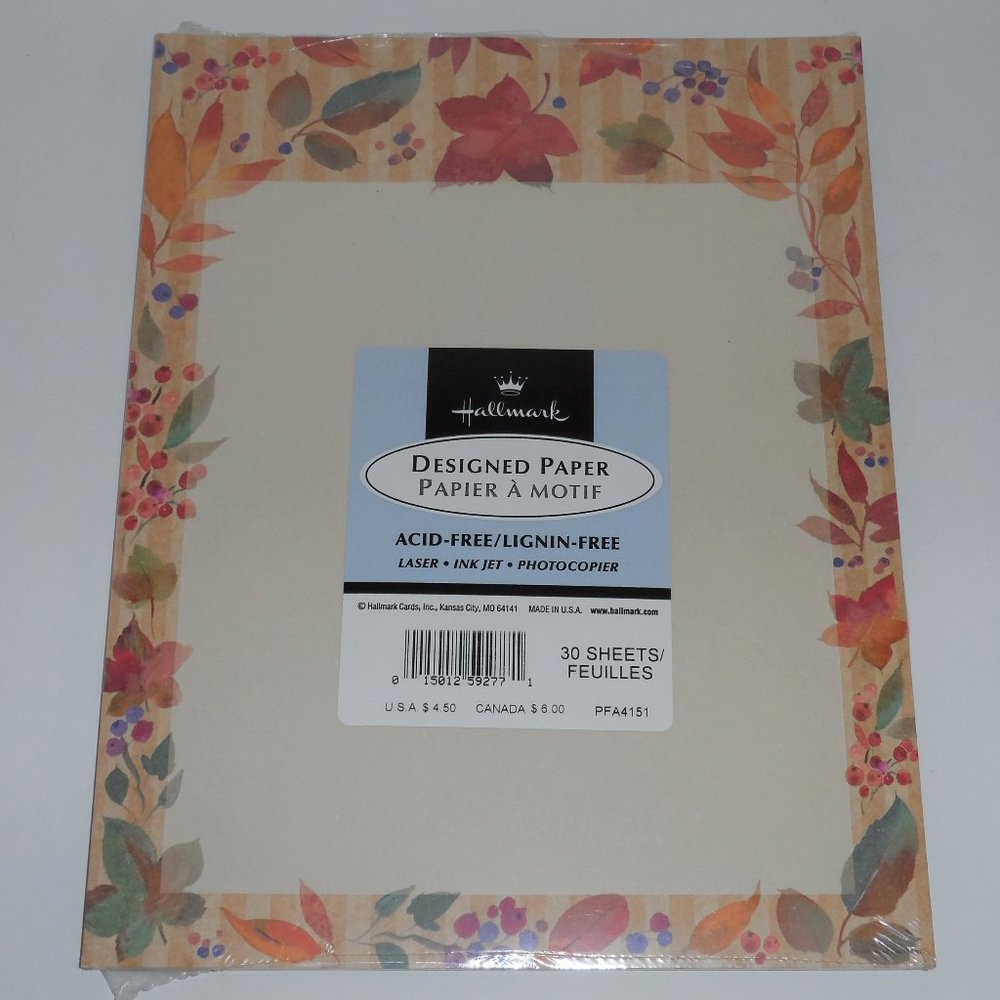 Hallmark
DESIGNED PAPER
PAPIER À MOTIF
ACID-FREE/LIGNIN-FREE
LASER • INK JET • PHOTOCOPIER
© Hallmark Cards, Inc., Kansas City, MO 64141 MADE IN U.S.A. www.hallmark.com
30 SHEETS/
FEUILLES
0 15012 59277 1
U.S.A. $ 4.50 CANADA $ 6.00 PFA4151